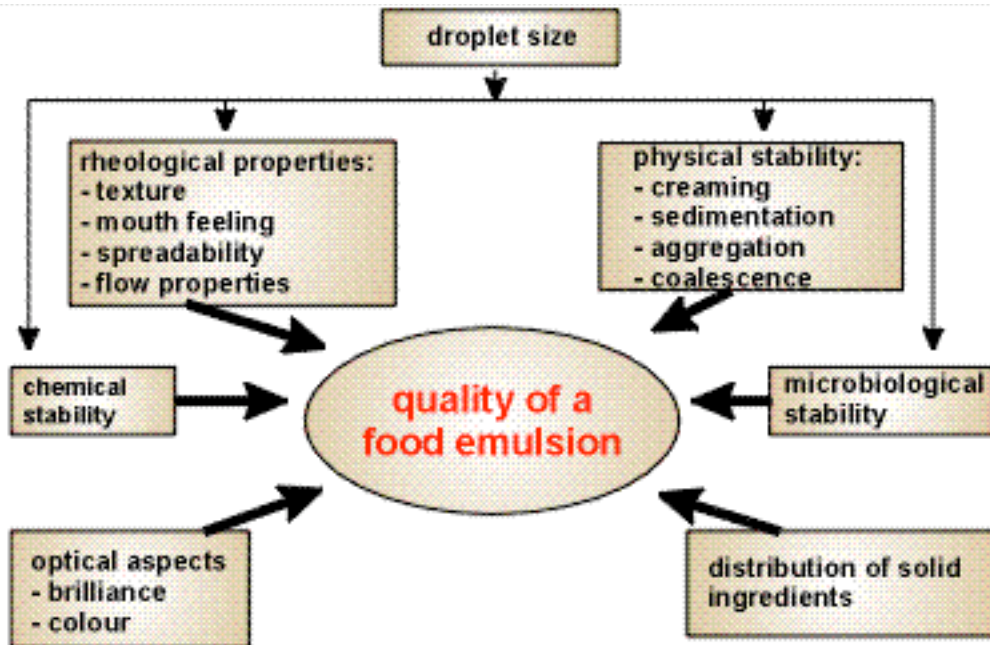 droplet size
rheological properties:
- texture
- mouth feeling
- spreadability
- flow properties
physical stability:
- creaming
- sedimentation
- aggregation
- coalescence
chemical
stability
quality of a
food emulsion
microbiological
stability
optical aspects
- brilliance
- colour
distribution of solid
ingredients